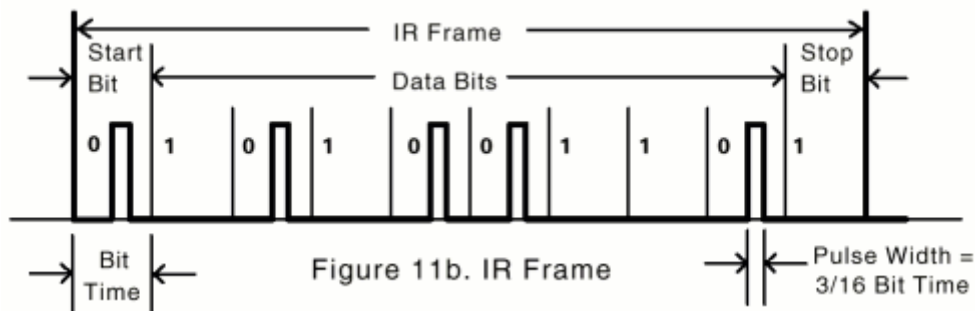 IR Frame
Start Bit
Data Bits
Stop Bit
0 1 0 1 0 0 1 1 0 1
Bit Time
Figure 11b. IR Frame
Pulse Width =
3/16 Bit Time